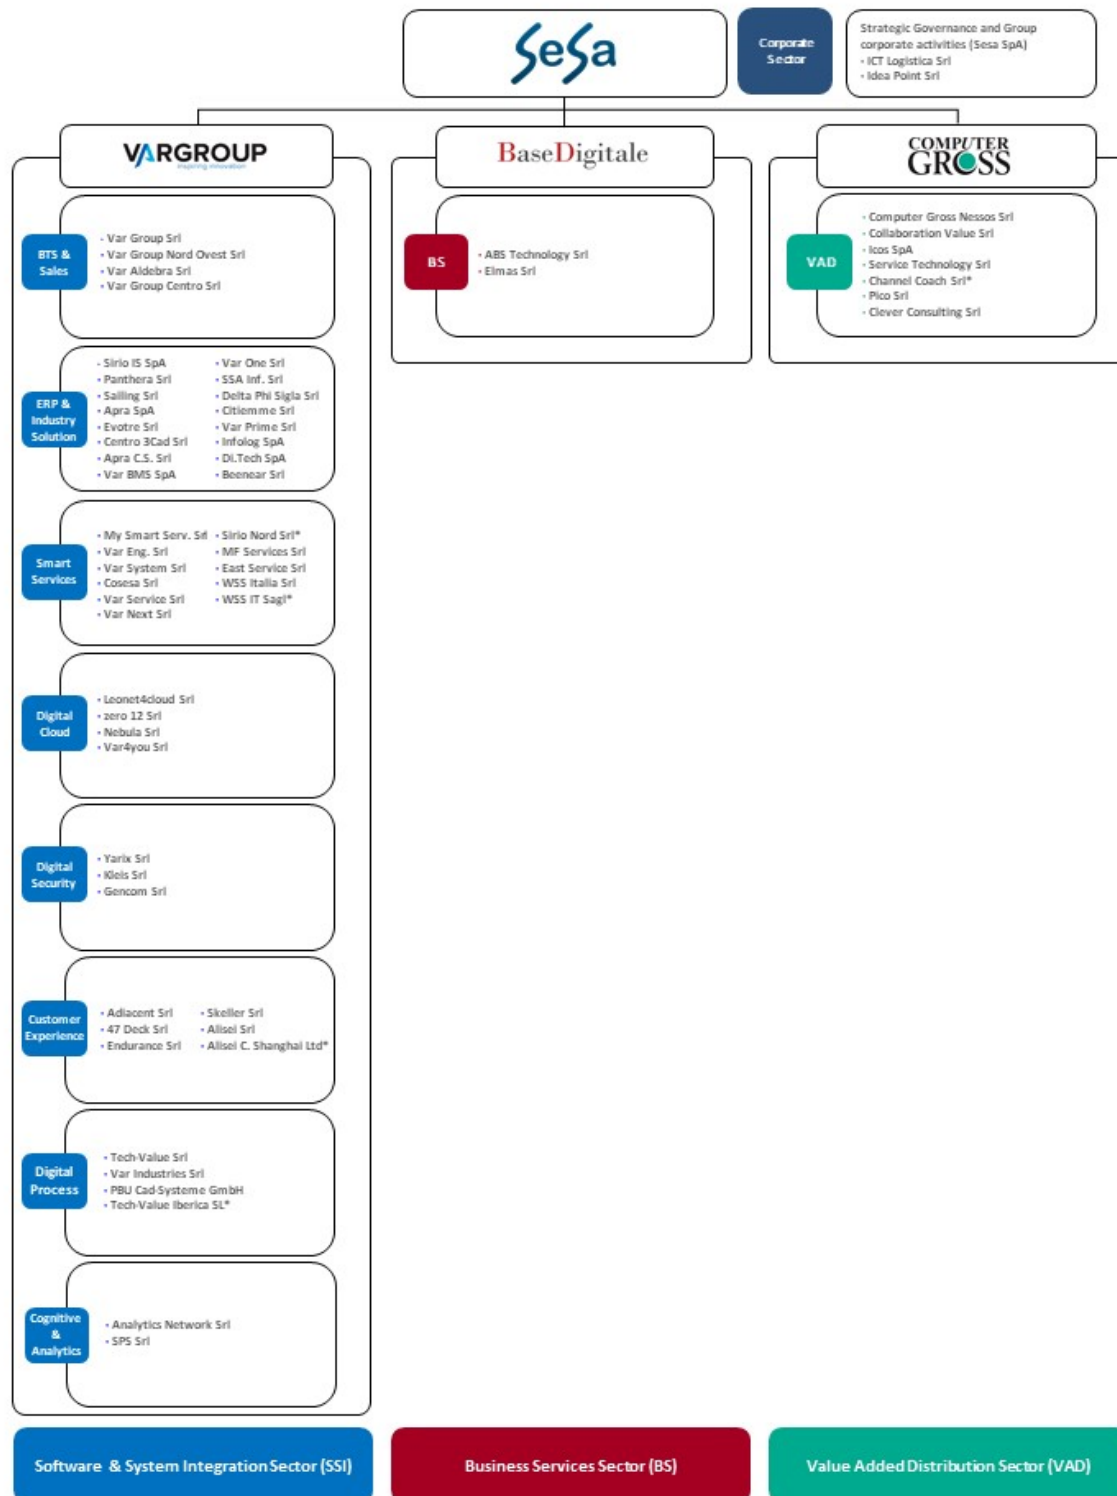 SeSa
Corporate
Sector
Strategic Governance and Group
corporate activities (Sesa SpA)
- ICT Logistica Srl
- Idea Point Srl
VARGROUP
Inspiring innovation
BTS &
Sales
- Var Group Srl
- Var Group Nord Ovest Srl
- Var Aldebra Srl
- Var Group Centro Srl
ERP &
Industry
Solution
- Sirio IS SpA
- Panthera Srl
- Sailing Srl
- Apra SpA
- Evotre Srl
- Centro 3Cad Srl
- Apra C.S. Srl
- Var BMS SpA
- Var One Srl
- SSA Inf. Srl
- Delta Phi Sigla Srl
- Citiemme Srl
- Var Prime Srl
- Infolog SpA
- Di.Tech SpA
- Beenear Srl
Smart
Services
- My Smart Serv. Srl
- Var Eng. Srl
- Var System Srl
- Cosesa Srl
- Var Service Srl
- Var Next Srl
- Sirio Nord Srl*
- MF Services Srl
- East Service Srl
- WSS Italia Srl
- WSS IT Sagl*
Digital
Cloud
- Leonet4cloud Srl
- zero 12 Srl
- Nebula Srl
- Var4you Srl
Digital
Security
- Yarix Srl
- Kleis Srl
- Gencom Srl
Customer
Experience
- Adiacent Srl
- 47 Deck Srl
- Endurance Srl
- Skeller Srl
- Alisei Srl
- Alisei C. Shanghai Ltd*
Digital
Process
- Tech-Value Srl
- Var Industries Srl
- PBU Cad-Systeme GmbH
- Tech-Value Iberica SL*
Cognitive
&
Analytics
- Analytics Network Srl
- SPS Srl
Software & System Integration Sector (SSI)
BaseDigitale
BS
- ABS Technology Srl
- Elmas Srl
Business Services Sector (BS)
COMPUTER
GROSS
VAD
- Computer Gross Nessos Srl
- Collaboration Value Srl
- Icos SpA
- Service Technology Srl
- Channel Coach Srl*
- Pico Srl
- Clever Consulting Srl
Value Added Distribution Sector (VAD)